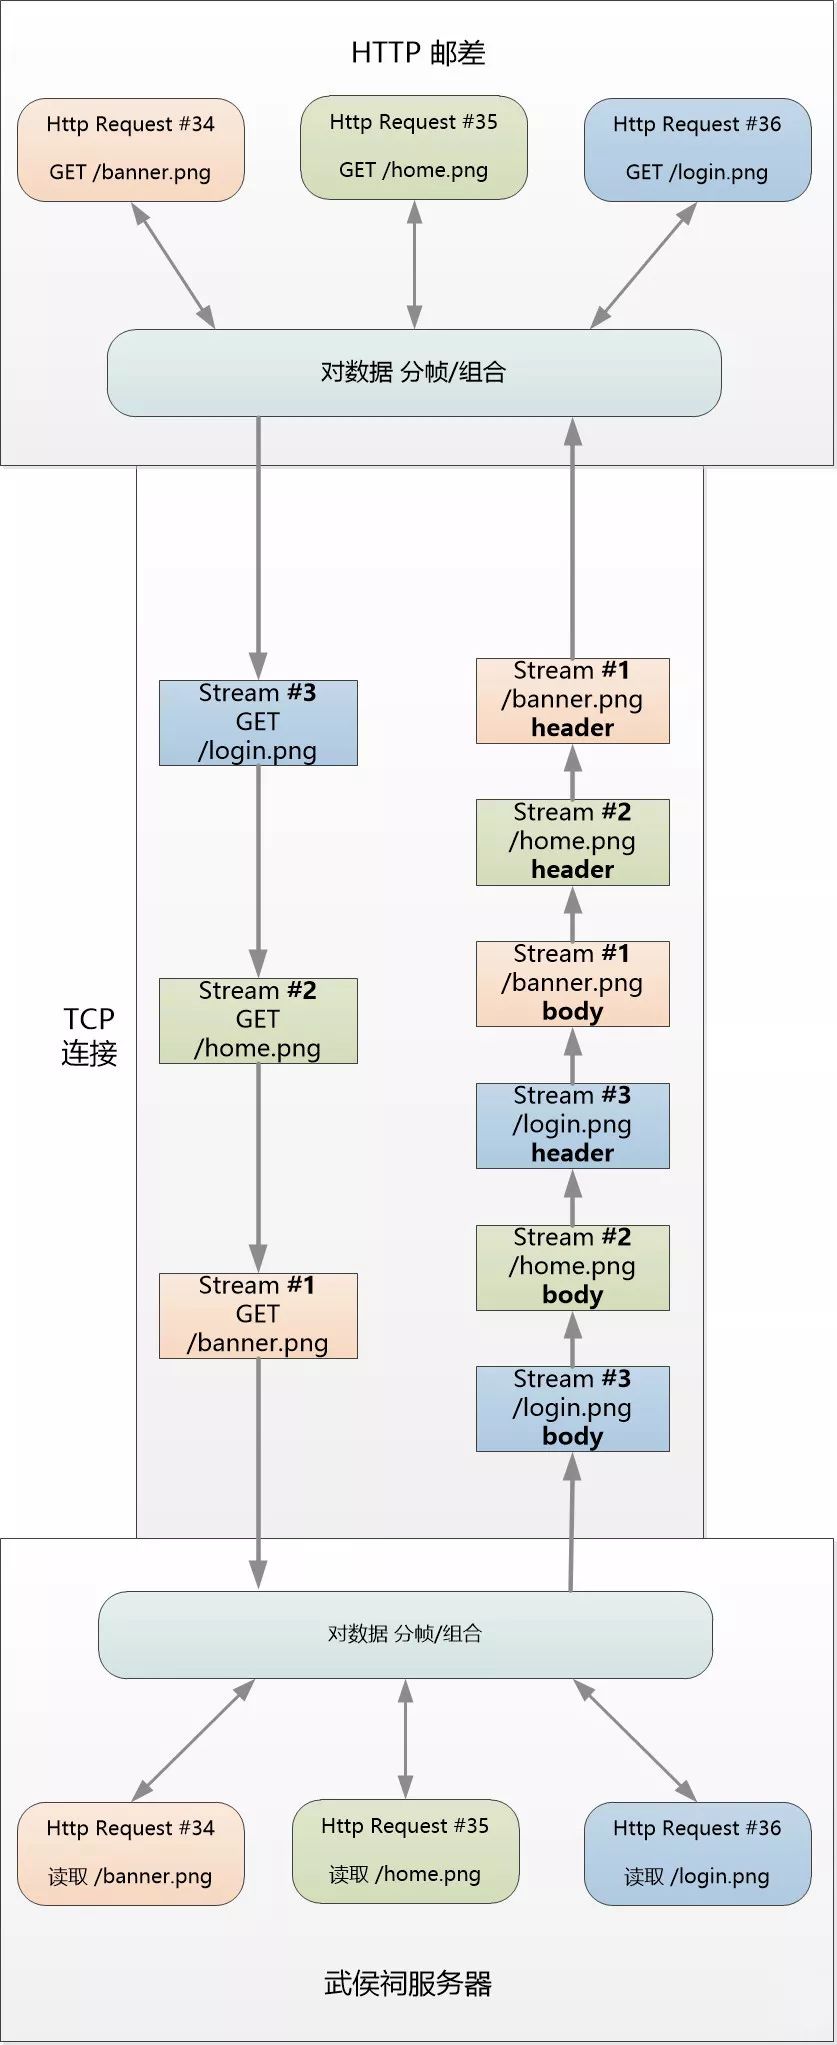 HTTP 邮差
Http Request #34
GET /banner.png
Http Request #35
GET /home.png
Http Request #36
GET /login.png
对数据 分帧/组合
TCP
连接
Stream #3
GET
/login.png
Stream #2
GET
/home.png
Stream #1
GET
/banner.png
Stream #1
/banner.png
header
Stream #2
/home.png
header
Stream #1
/banner.png
body
Stream #3
/login.png
header
Stream #2
/home.png
body
Stream #3
/login.png
body
对数据 分帧/组合
Http Request #34
读取 /banner.png
Http Request #35
读取 /home.png
Http Request #36
读取 /login.png
武侯祠服务器